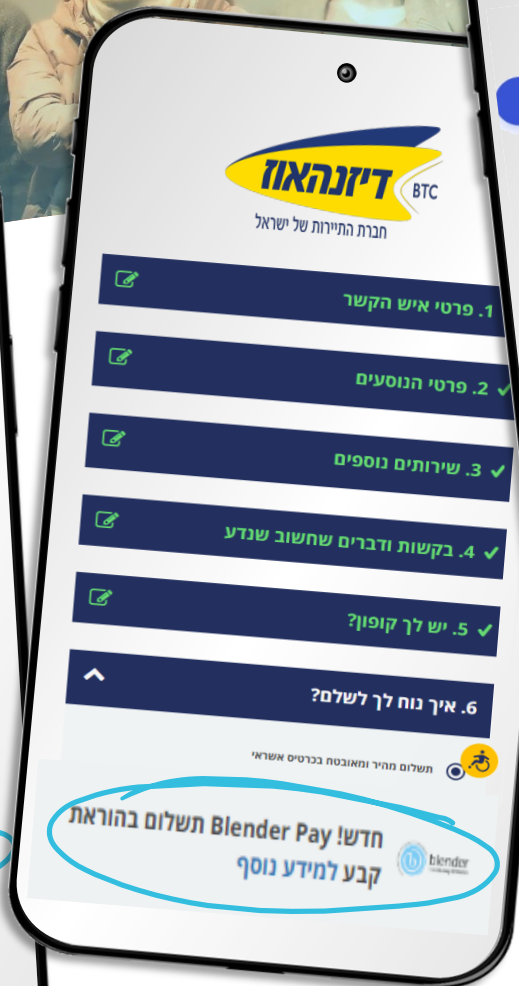 דיזנהאוז
BTC
חברת התיירות של ישראל
1. פרטי איש הקשר
2. פרטי הנוסעים
3. שירותים נוספים
4. בקשות ודברים שחשוב שנדע
5. יש לך קופון?
6. איך נוח לך לשלם?
תשלום מהיר ומאובטח בכרטיס אשראי
blender
חדש! Blender Pay תשלום בהוראת
קבע למידע נוסף